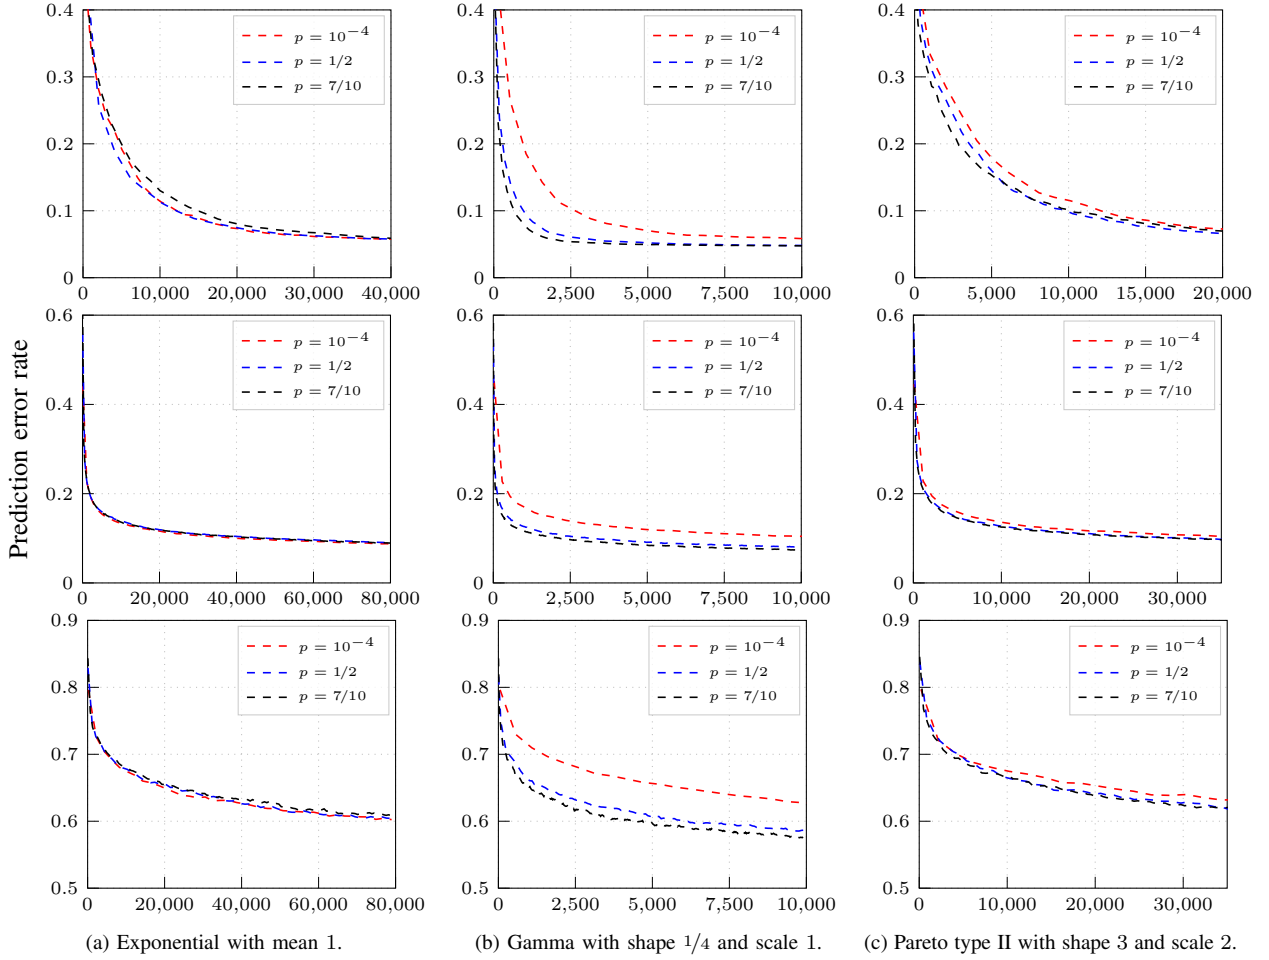 0.4
0.3
0.2
0.1
0
0
10,000
20,000
30,000
40,000
p = 10⁻⁴
p = 1/2
p = 7/10
0.4
0.3
0.2
0.1
0
0
2,500
5,000
7,500
10,000
p = 10⁻⁴
p = 1/2
p = 7/10
0.4
0.3
0.2
0.1
0
0
5,000
10,000
15,000
20,000
p = 10⁻⁴
p = 1/2
p = 7/10
Prediction error rate
0.6
0.4
0.2
0
0
20,000
40,000
60,000
80,000
p = 10⁻⁴
p = 1/2
p = 7/10
0.6
0.4
0.2
0
0
2,500
5,000
7,500
10,000
p = 10⁻⁴
p = 1/2
p = 7/10
0.6
0.4
0.2
0
0
10,000
20,000
30,000
p = 10⁻⁴
p = 1/2
p = 7/10
0.9
0.8
0.7
0.6
0.5
0
20,000
40,000
60,000
80,000
p = 10⁻⁴
p = 1/2
p = 7/10
0.9
0.8
0.7
0.6
0.5
0
2,500
5,000
7,500
10,000
p = 10⁻⁴
p = 1/2
p = 7/10
0.9
0.8
0.7
0.6
0.5
0
10,000
20,000
30,000
p = 10⁻⁴
p = 1/2
p = 7/10
(a) Exponential with mean 1.
(b) Gamma with shape 1/4 and scale 1.
(c) Pareto type II with shape 3 and scale 2.